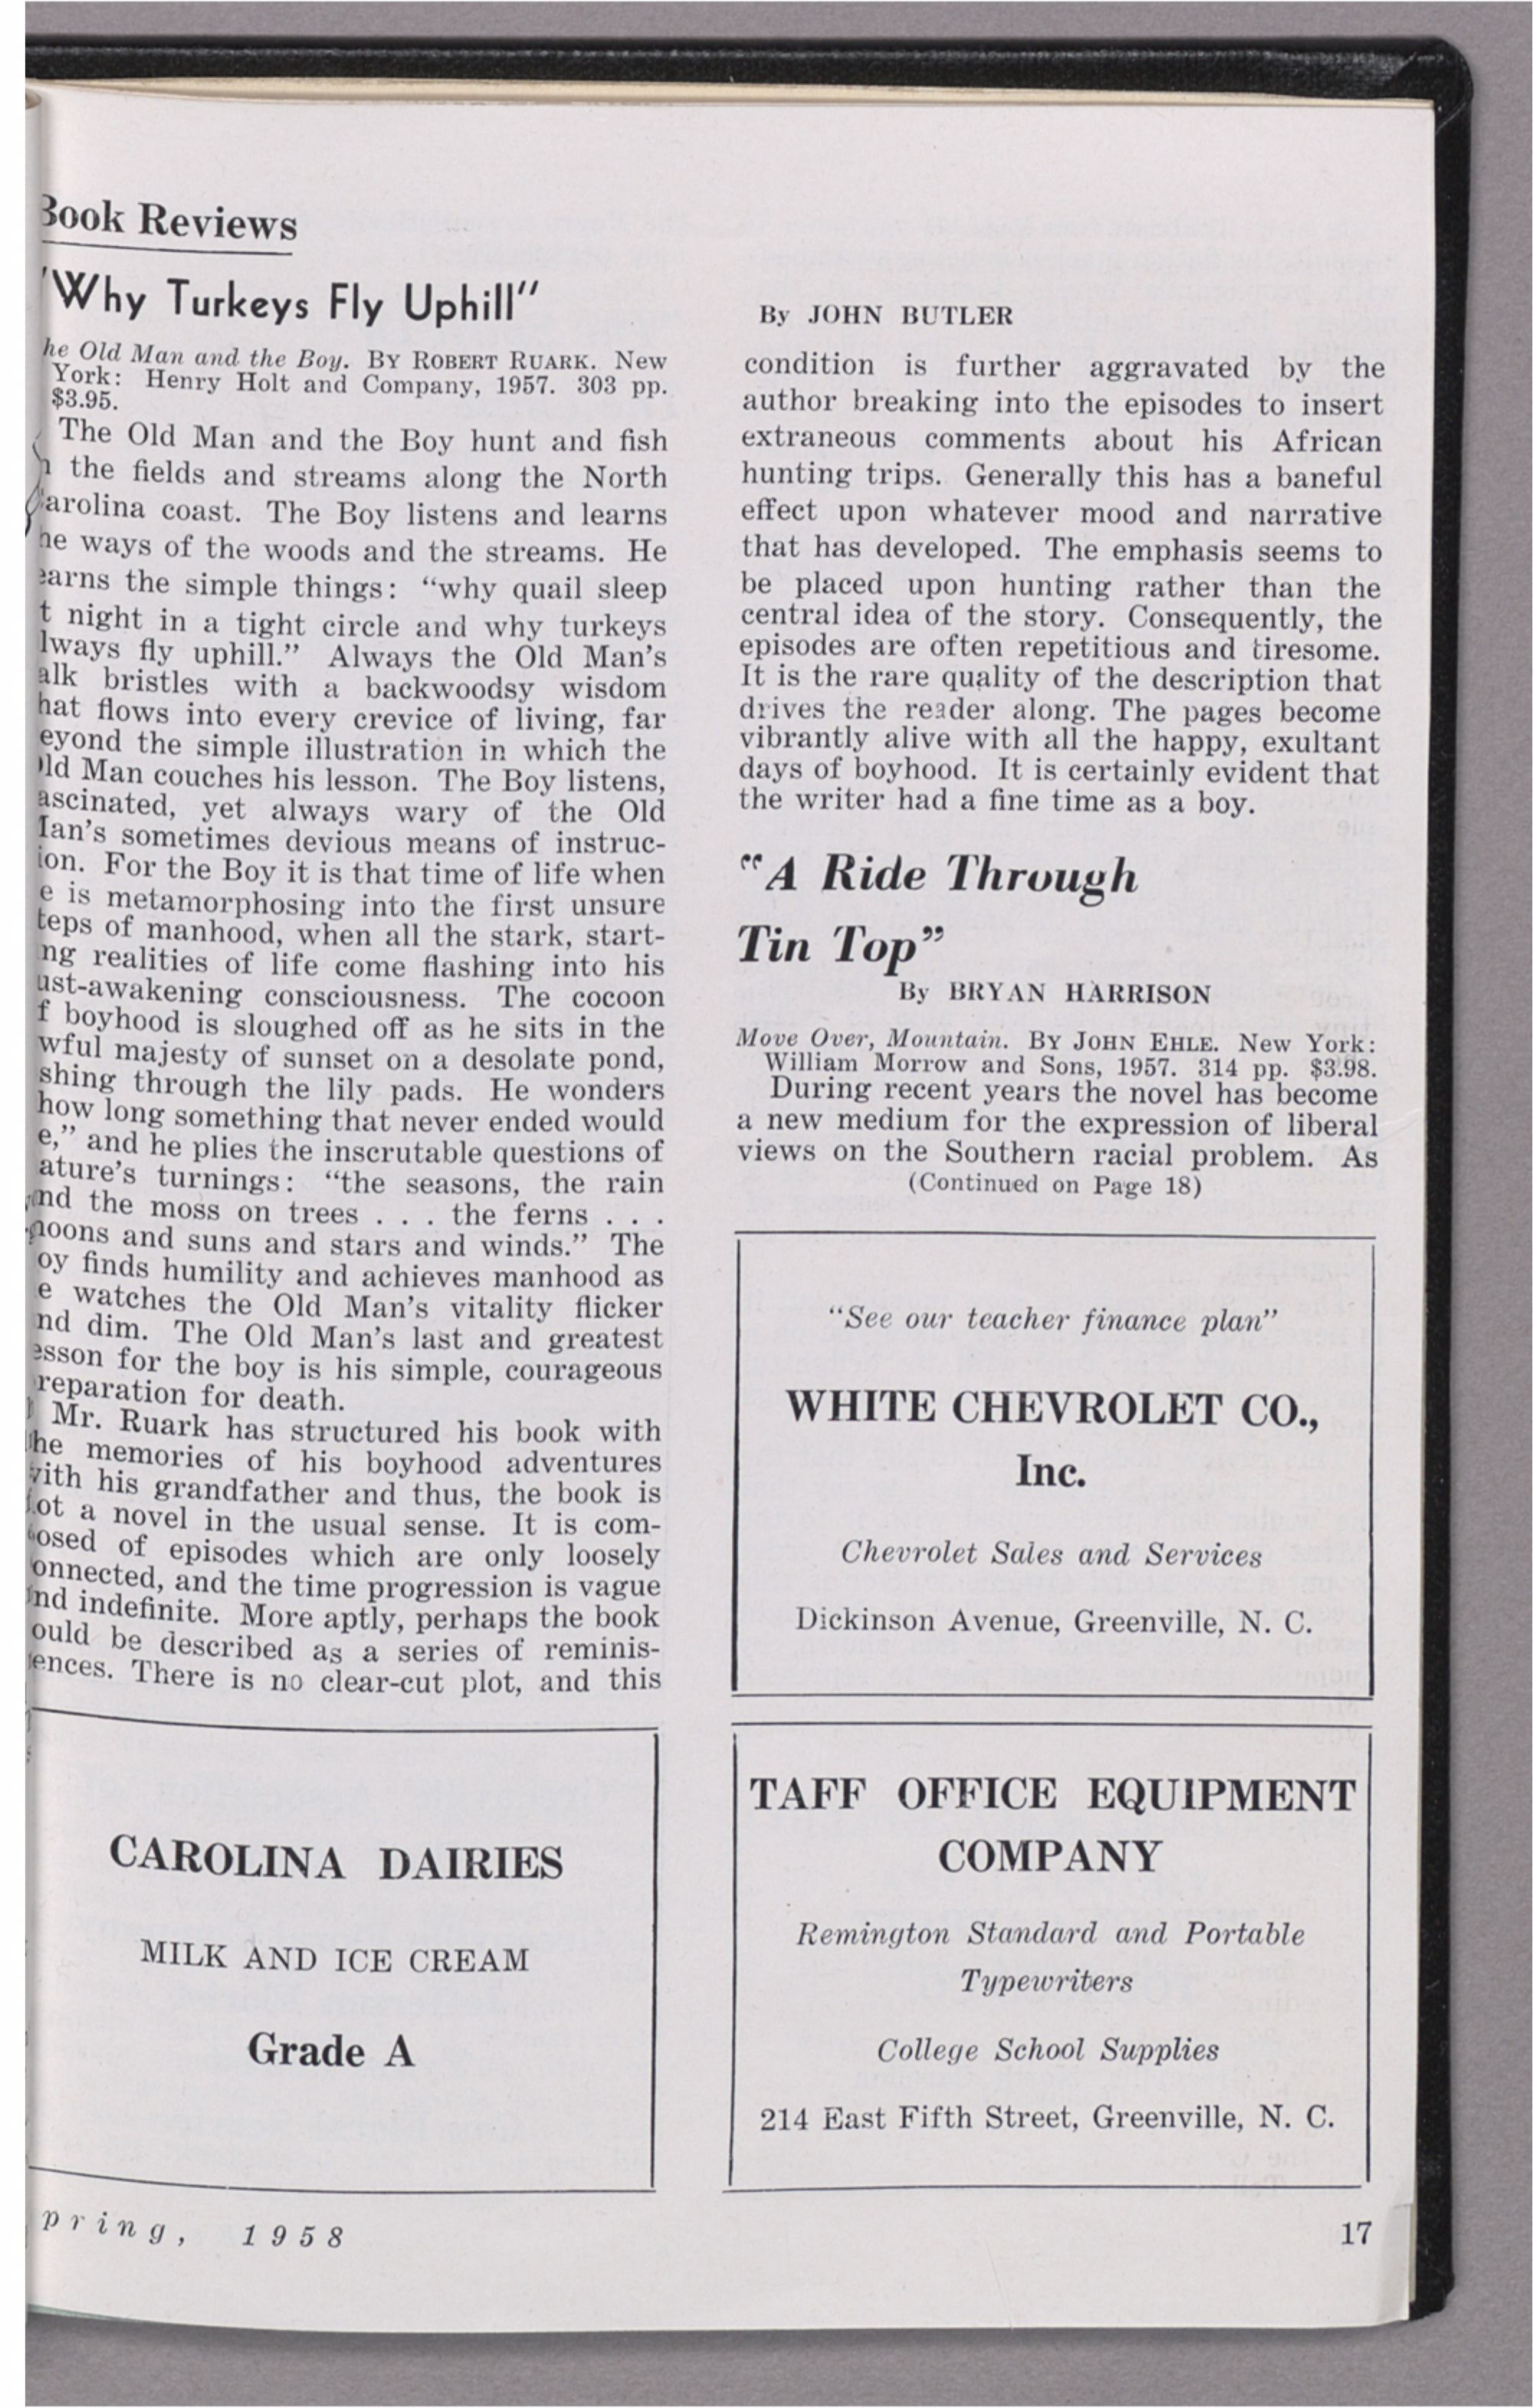 Book Reviews
"Why Turkeys Fly Uphill"
he Old Man and the Boy. BY ROBERT RUARK. New
York: Henry Holt and Company, 1957. 303 pp.
$3.95.
The Old Man and the Boy hunt and fish
n the fields and streams along the North
arolina coast. The Boy listens and learns
he ways of the woods and the streams. He
earns the simple things: “why quail sleep
t night in a tight circle and why turkeys
lways fly uphill.” Always the Old Man’s
alk bristles with a backwoodsy wisdom
hat flows into every crevice of living, far
eyond the simple illustration in which the
ld Man couches his lesson. The Boy listens,
ascinated, yet always wary of the Old
Man’s sometimes devious means of instruc-
ion. For the Boy it is that time of life when
e is metamorphosing into the first unsure
teps of manhood, when all the stark, start-
ng realities of life come flashing into his
ust-awakening consciousness. The cocoon
f boyhood is sloughed off as he sits in the
wful majesty of sunset on a desolate pond,
shing through the lily pads. He wonders
how long something that never ended would
e,” and he plies the inscrutable questions of
ature’s turnings: “the seasons, the rain
and the moss on trees . . . the ferns . . .
moons and suns and stars and winds.” The
oy finds humility and achieves manhood as
e watches the Old Man’s vitality flicker
nd dim. The Old Man’s last and greatest
esson for the boy is his simple, courageous
reparation for death.
Mr. Ruark has structured his book with
the memories of his boyhood adventures
with his grandfather and thus, the book is
not a novel in the usual sense. It is com-
posed of episodes which are only loosely
connected, and the time progression is vague
and indefinite. More aptly, perhaps the book
ould be described as a series of reminis-
ences. There is no clear-cut plot, and this
By JOHN BUTLER
condition is further aggravated by the
author breaking into the episodes to insert
extraneous comments about his African
hunting trips. Generally this has a baneful
effect upon whatever mood and narrative
that has developed. The emphasis seems to
be placed upon hunting rather than the
central idea of the story. Consequently, the
episodes are often repetitious and tiresome.
It is the rare quality of the description that
drives the reader along. The pages become
vibrantly alive with all the happy, exultant
days of boyhood. It is certainly evident that
the writer had a fine time as a boy.
“A Ride Through
Tin Top”
By BRYAN HARRISON
Move Over, Mountain. BY JOHN EHLE. New York:
William Morrow and Sons, 1957. 314 pp. $3.98.
During recent years the novel has become
a new medium for the expression of liberal
views on the Southern racial problem. As
(Continued on Page 18)
“See our teacher finance plan”
WHITE CHEVROLET CO.,
Inc.
Chevrolet Sales and Services
Dickinson Avenue, Greenville, N. C.
CAROLINA DAIRIES
MILK AND ICE CREAM
Grade A
TAFF OFFICE EQUIPMENT
COMPANY
Remington Standard and Portable
Typewriters
College School Supplies
214 East Fifth Street, Greenville, N. C.
pring, 1958
17